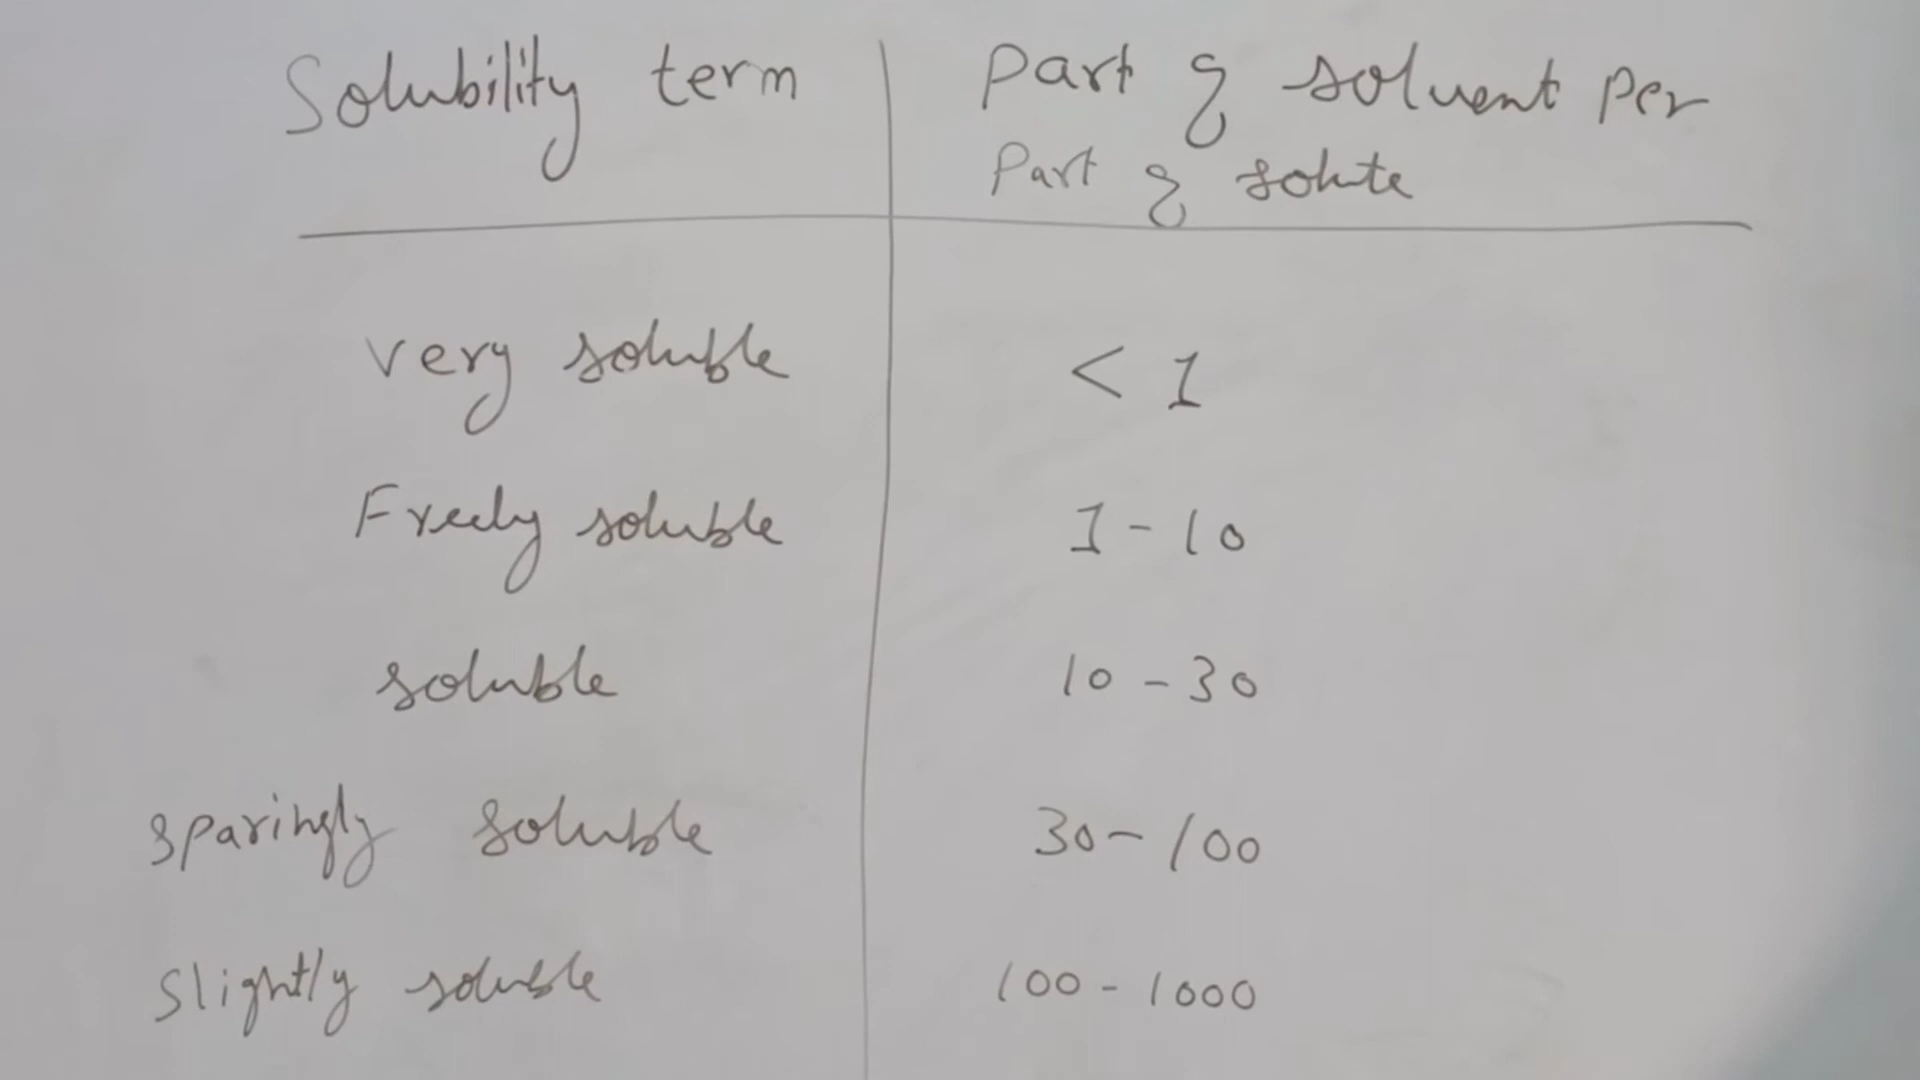 Solubility term
Part of solvent per
Part of solute
very soluble
< 1
Freely soluble
1-10
soluble
10-30
sparingly soluble
30-100
slightly soluble
100-1000